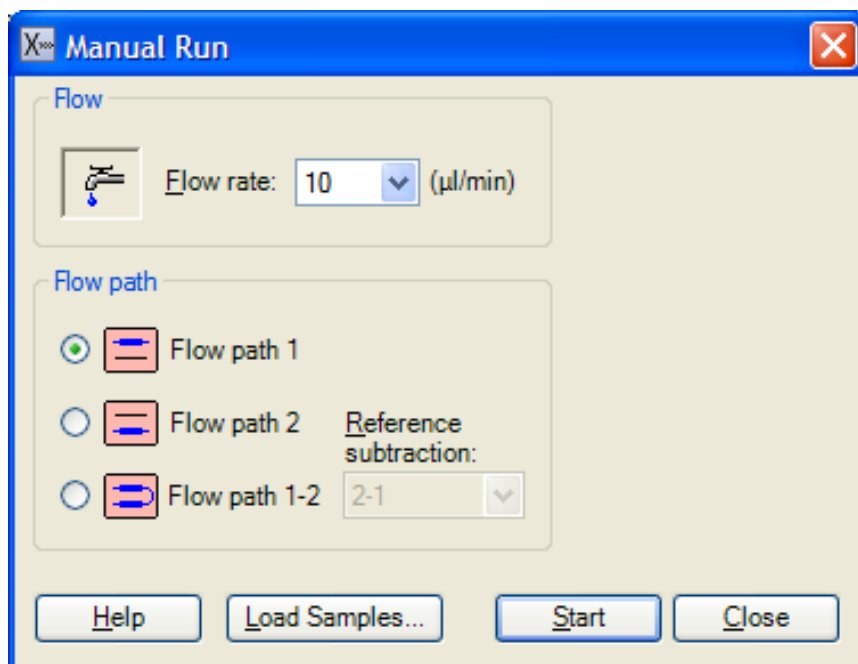 Manual Run
Flow
Flow rate: 10 (µl/min)
Flow path
Flow path 1
Flow path 2
Reference
subtraction:
Flow path 1-2 2-1
Help Load Samples... Start Close